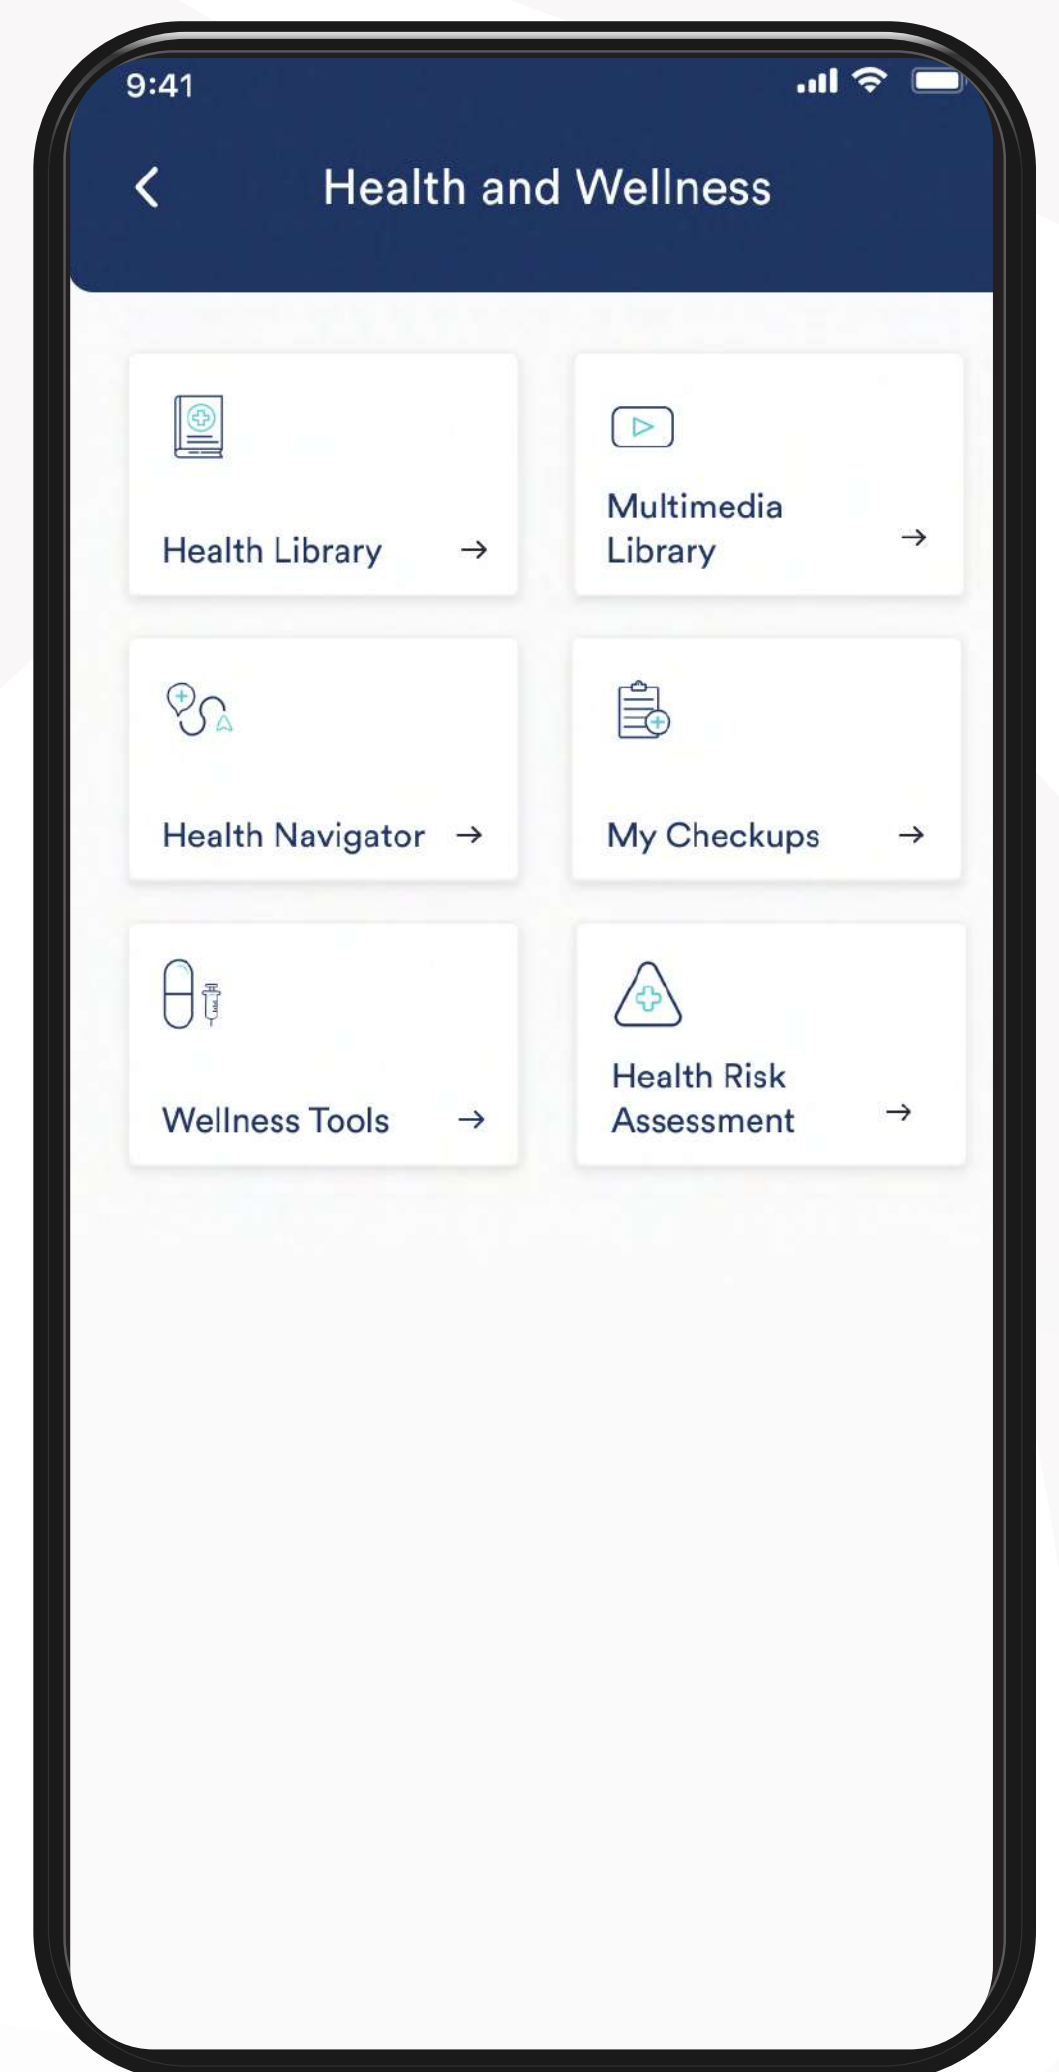 9:41
Health and Wellness
Health Library
Multimedia
Library
Health Navigator
My Checkups
Wellness Tools
Health Risk
Assessment